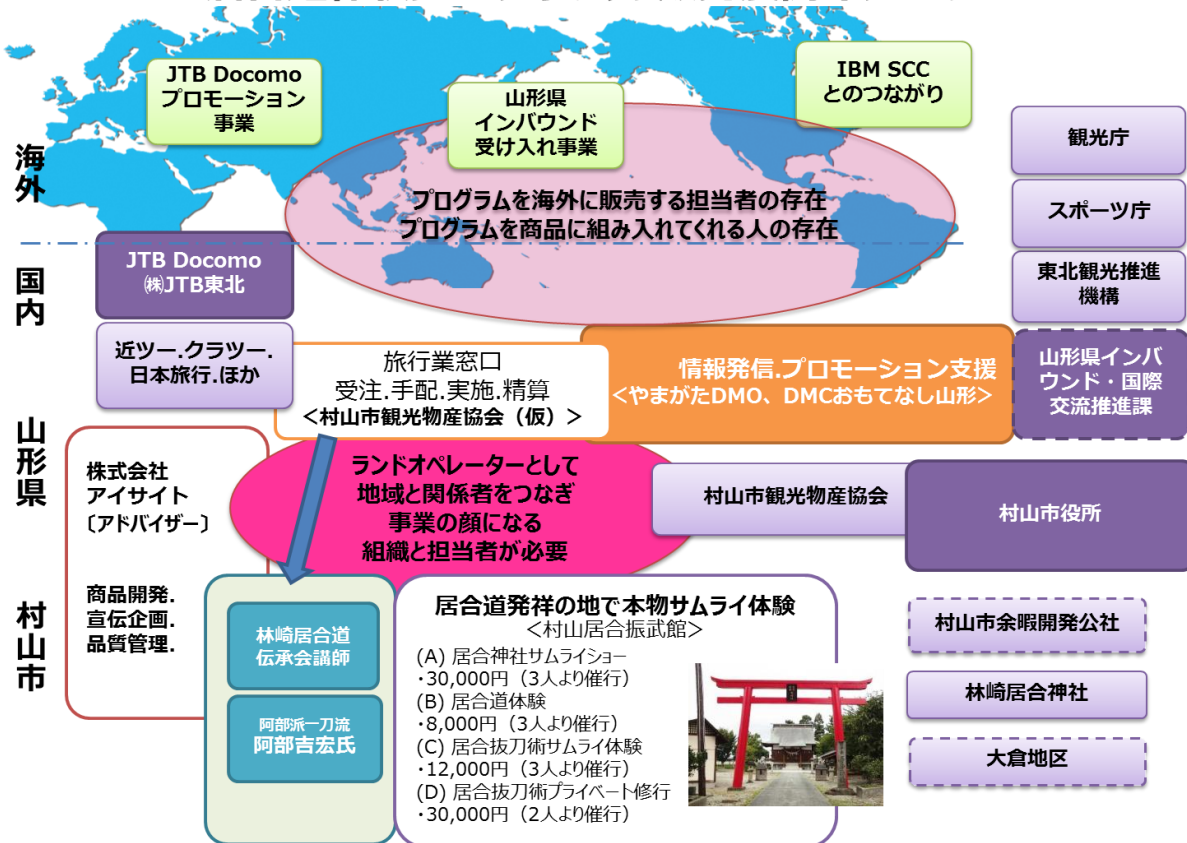 JTB Docomo
プロモーション
事業
山形県
インバウンド
受け入れ事業
IBM SCC
とのつながり
観光庁
海外
プログラムを海外に販売する担当者の存在
プログラムを商品に組み入れてくれる人の存在
スポーツ庁
国内
JTB Docomo
㈱JTB東北
東北観光推進
機構
近ツー.クラツー.
日本旅行.ほか
旅行業窓口
受注.手配.実施.精算
<村山市観光物産協会（仮）>
情報発信.プロモーション支援
<やまがたDMO、DMCおもてなし山形>
山形県インバ
ウンド・国際
交流推進課
山形県
株式会社
アイサイト
〔アドバイザー〕
商品開発.
宣伝企画.
品質管理.
ランドオペレーターとして
地域と関係者をつなぎ
事業の顔になる
組織と担当者が必要
村山市観光物産協会
村山市役所
村山市
林崎居合道
伝承会講師
阿部派一刀流
阿部吉宏氏
居合道発祥の地で本物サムライ体験
<村山居合振武館>
(A) 居合神社サムライショー
・30,000円（3人より催行）
(B) 居合道体験
・8,000円（3人より催行）
(C) 居合抜刀術サムライ体験
・12,000円（3人より催行）
(D) 居合抜刀術プライベート修行
・30,000円（2人より催行）
村山市余暇開発公社
林崎居合神社
大倉地区